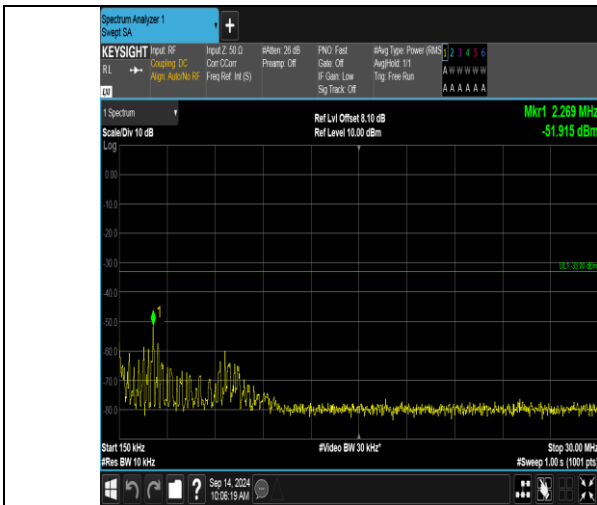 Spectrum Analyzer 1
Swept SA
+
KEYSIGHT
RL
LXI
Input: RF
Coupling: DC
Align: Auto/No RF
Input Z: 50 Ω
Corr CCorr
Freq Ref: Int (S)
#Atten: 26 dB
Preamp: Off
PNO: Fast
Gate: Off
IF Gain: Low
Sig Track: Off
#Avg Type: Power (RMS
Avg|Hold: 1/1
Trig: Free Run
1 2 3 4 5 6
A W W W W W
A A A A A A
1 Spectrum
Scale/Div 10 dB
Log
Ref Lvl Offset 8.10 dB
Ref Level 10.00 dBm
Mkr1 2.269 MHz
-51.915 dBm
0.00
-10.0
-20.0
-30.0
DL1 -33.00 dBm
-40.0
1
-50.0
-60.0
-70.0
-80.0
Start 150 kHz
#Res BW 10 kHz
#Video BW 30 kHz*
Stop 30.00 MHz
#Sweep 1.00 s (1001 pts)
?
Sep 14, 2024
10:06:19 AM